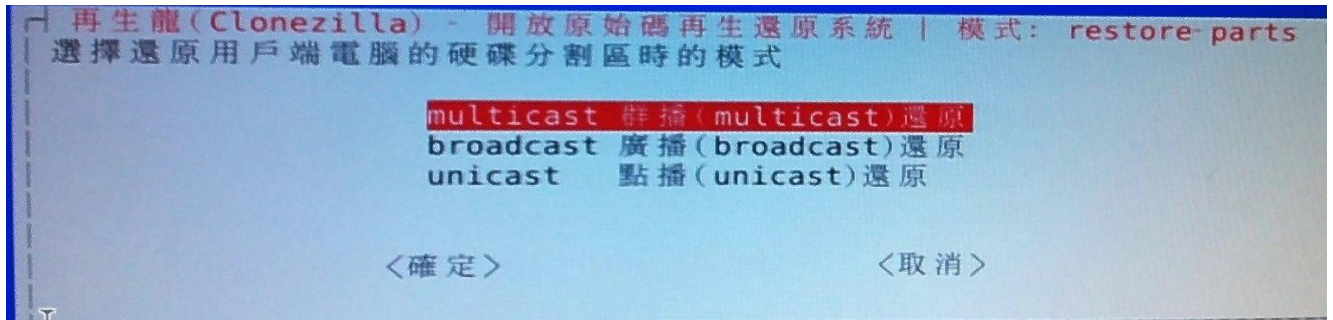 再生龍(Clonezilla) - 開放原始碼再生還原系統 | 模式: restore-parts
選擇還原用戶端電腦的硬碟分割區時的模式
multicast 群播(multicast)還原
broadcast 廣播(broadcast)還原
unicast 點播(unicast)還原
<確定> <取消>